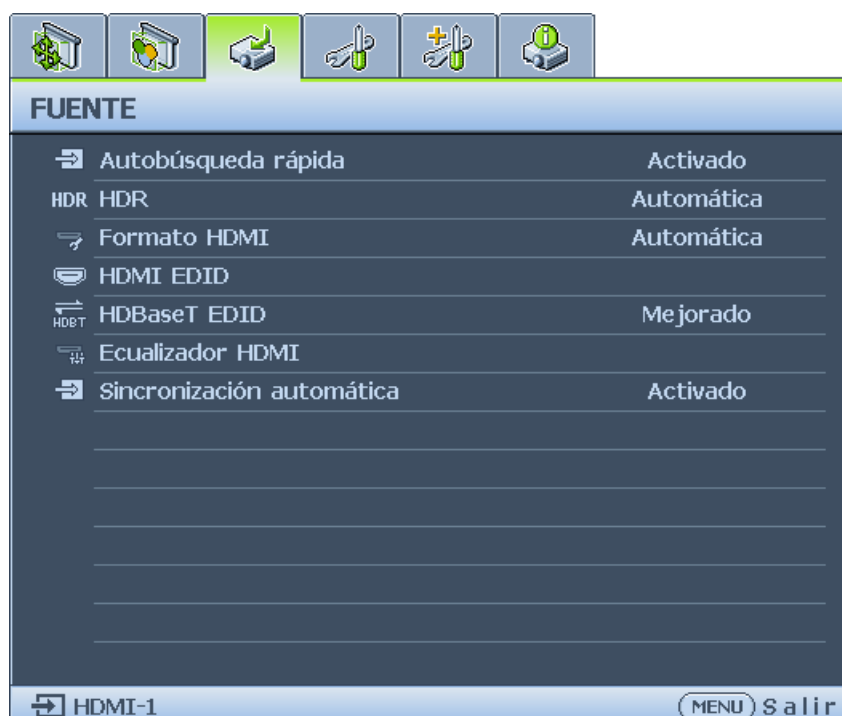 FUENTE
Autobúsqueda rápida Activado
HDR HDR Automática
Formato HDMI Automática
HDMI EDID
HDBT HDBaseT EDID Mejorado
Ecualizador HDMI
Sincronización automática Activado
HDMI-1 MENU Salir